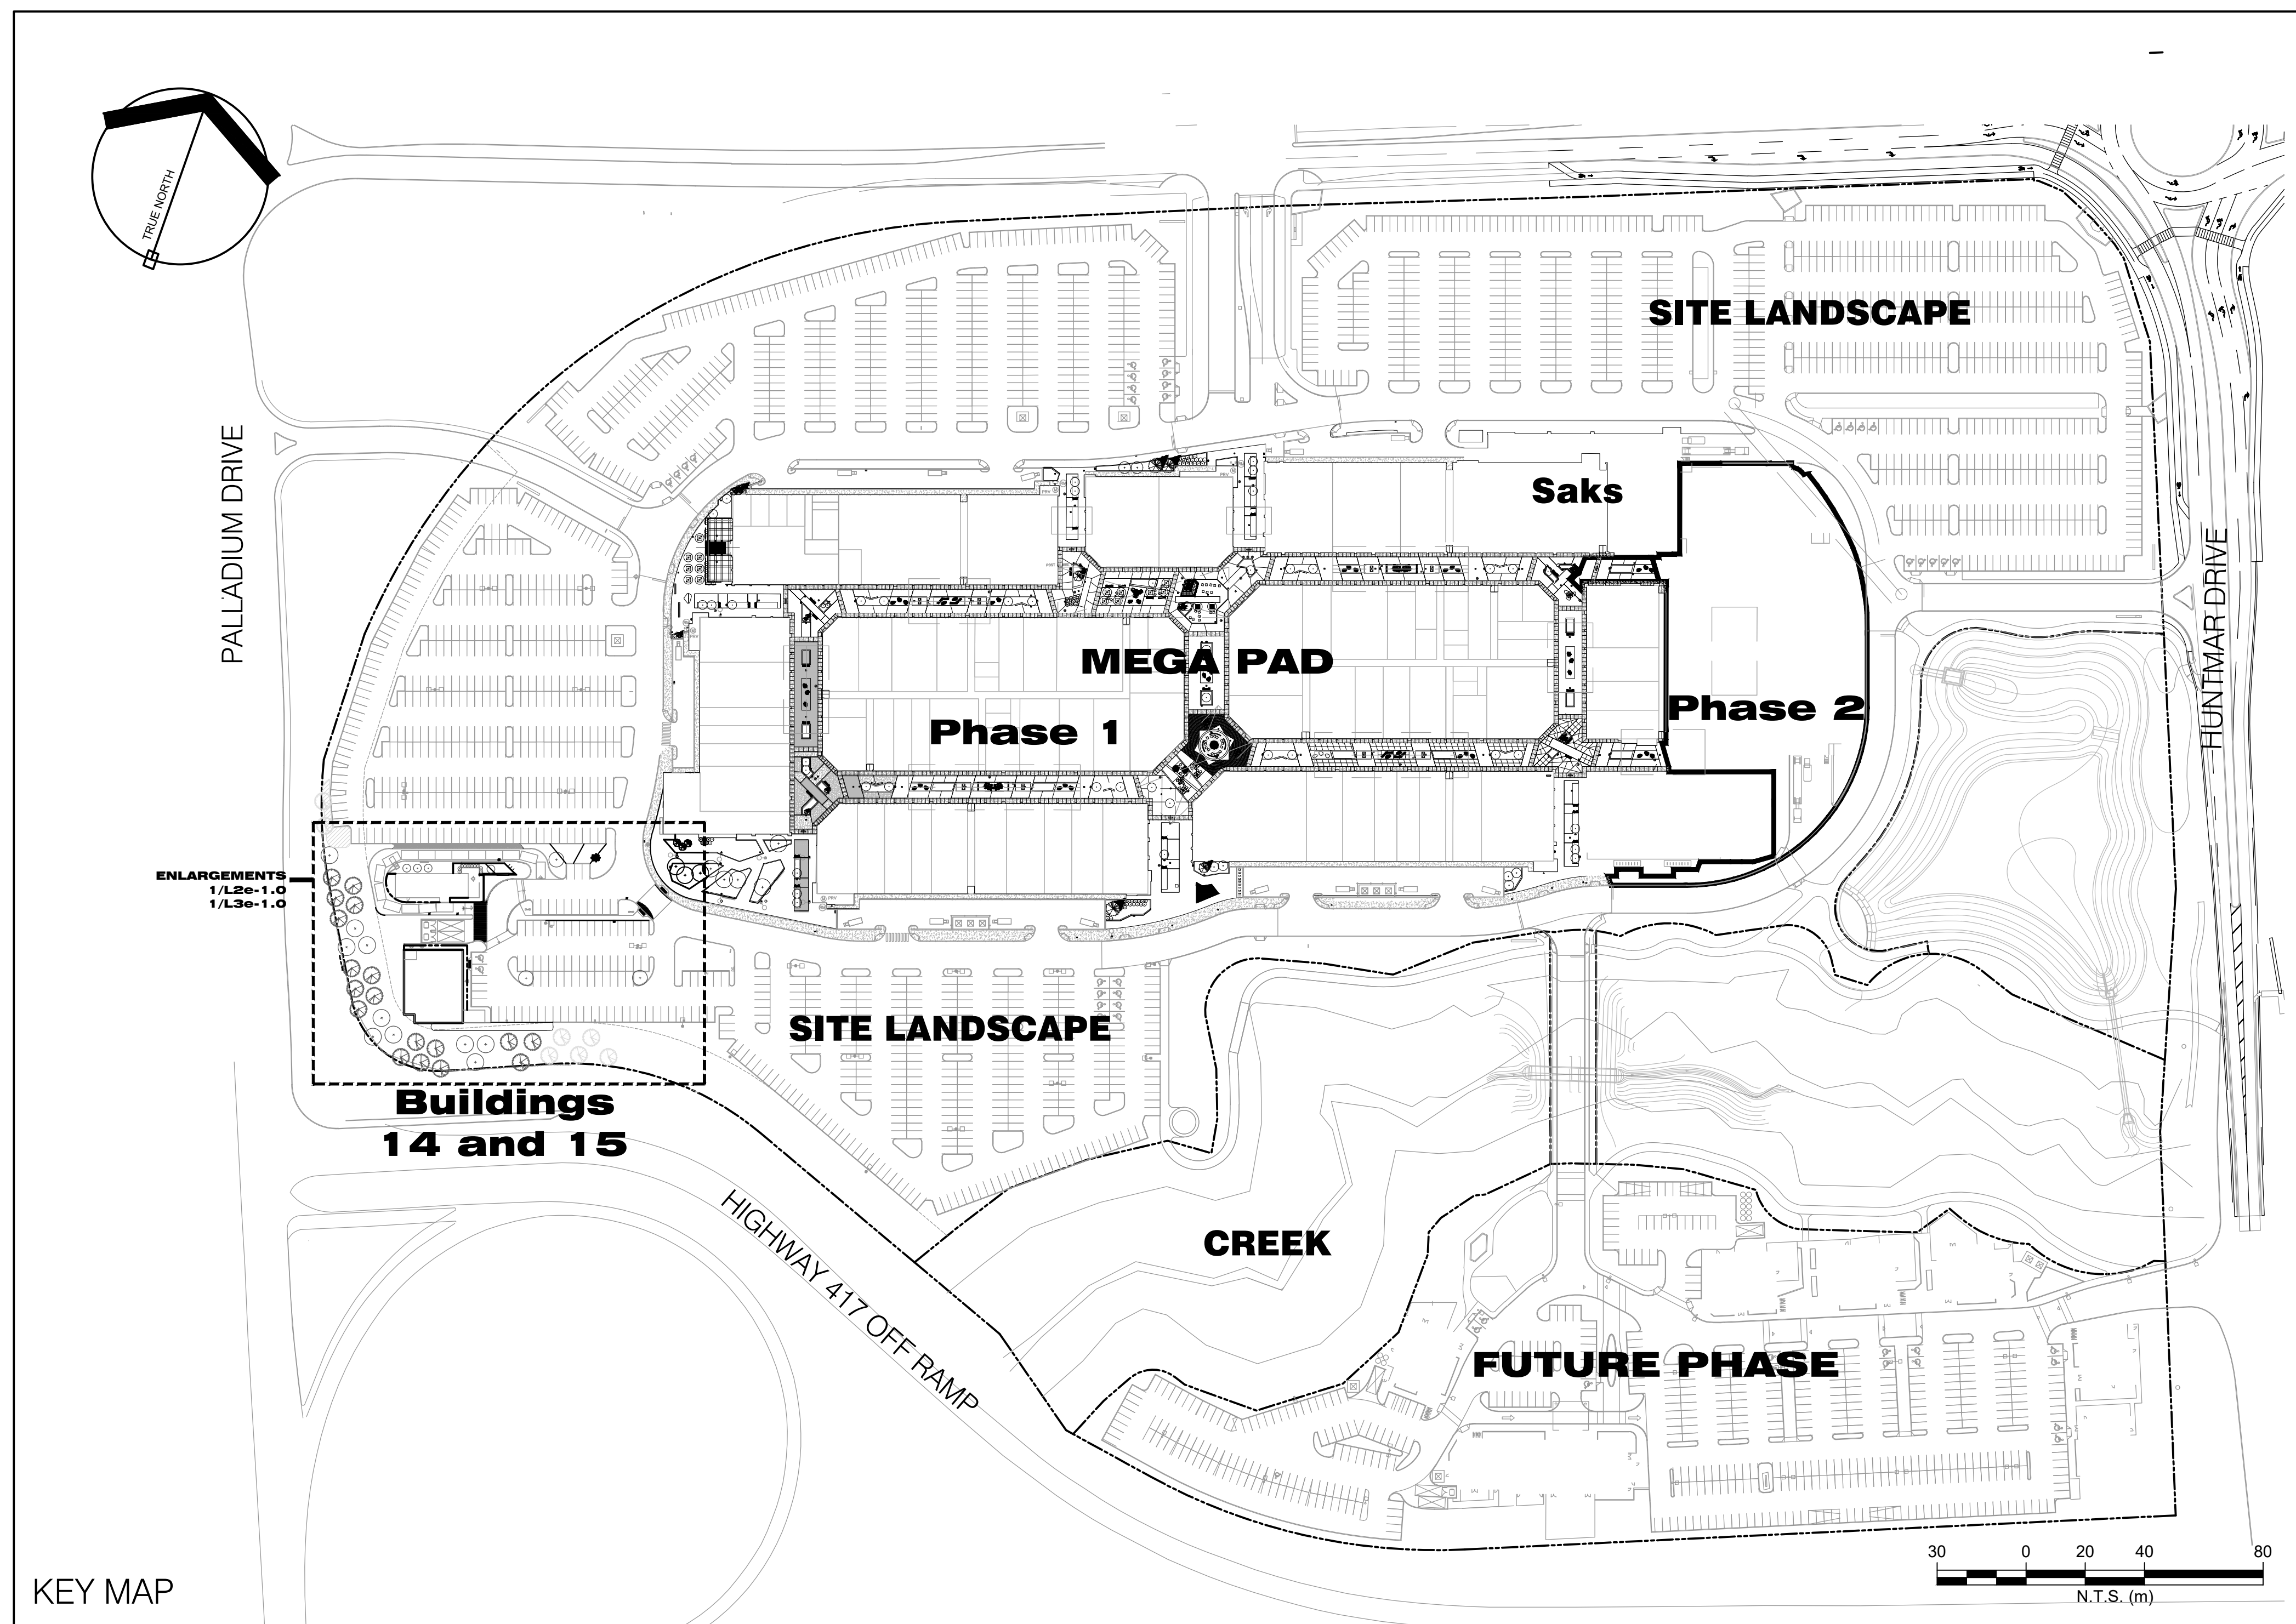 TRUE NORTH
SITE LANDSCAPE
PALLADIUM DRIVE
Saks
HUNTMAR DRIVE
MEGA PAD
Phase 1
Phase 2
ENLARGEMENTS
1/L2e-1.0
1/L3e-1.0
SITE LANDSCAPE
Buildings
14 and 15
HIGHWAY 417 OFF RAMP
CREEK
FUTURE PHASE
30 0 20 40 80
N.T.S. (m)
KEY MAP